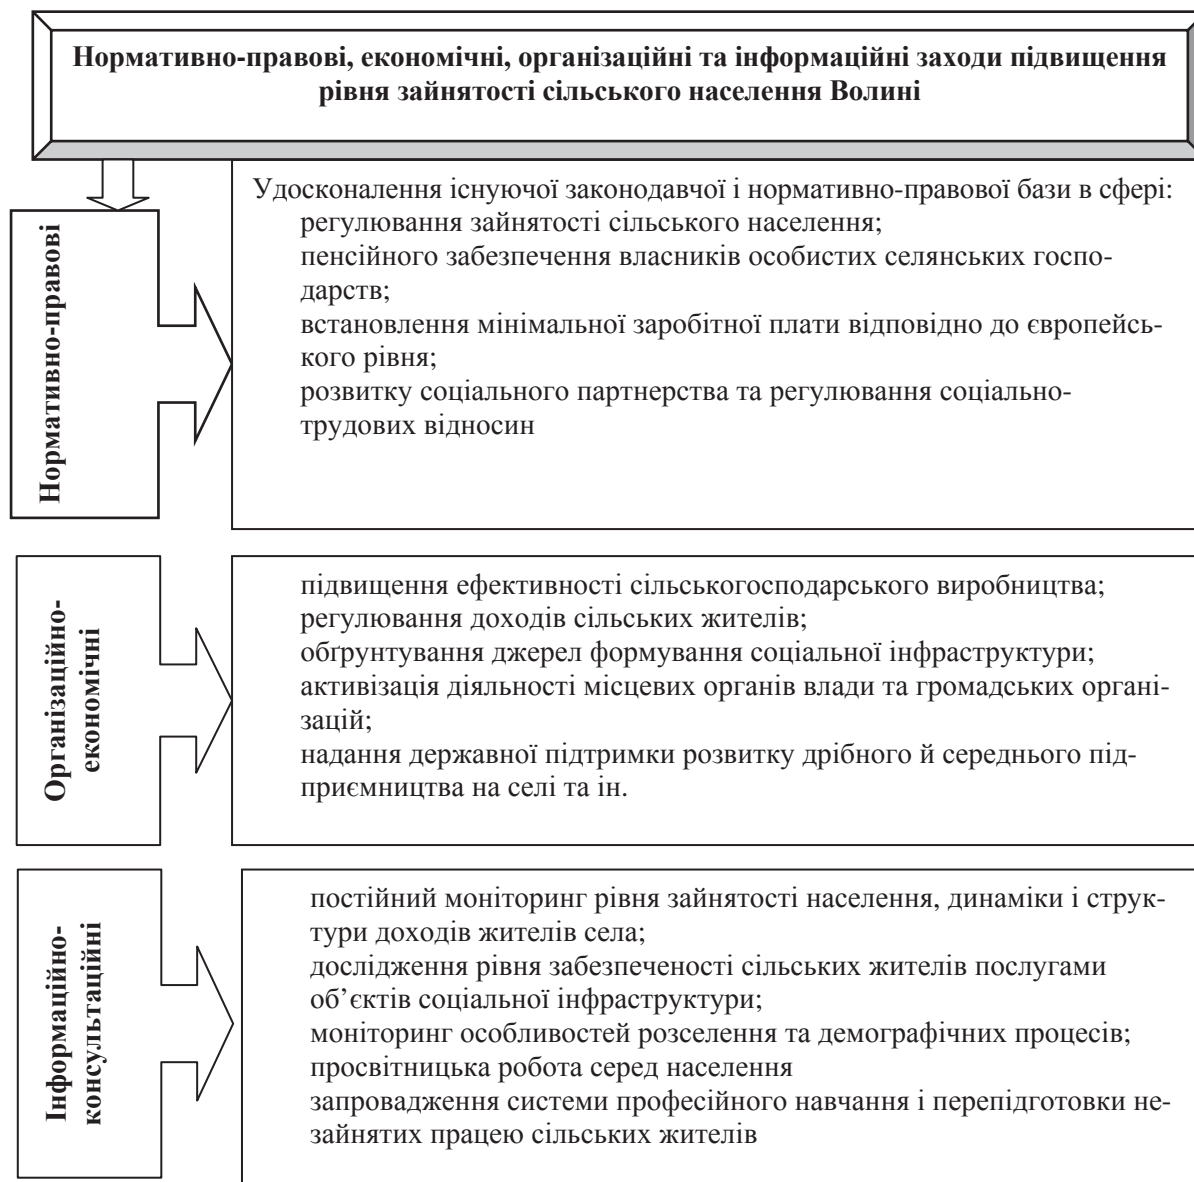 Нормативно-правові, економічні, організаційні та інформаційні заходи підвищення
рівня зайнятості сільського населення Волині
Нормативно-правові
Удосконалення існуючої законодавчої і нормативно-правової бази в сфері:
регулювання зайнятості сільського населення;
пенсійного забезпечення власників особистих селянських госпо-
дарств;
встановлення мінімальної заробітної плати відповідно до європейсь-
кого рівня;
розвитку соціального партнерства та регулювання соціально-
трудових відносин
Організаційно-
економічні
підвищення ефективності сільськогосподарського виробництва;
регулювання доходів сільських жителів;
обґрунтування джерел формування соціальної інфраструктури;
активізація діяльності місцевих органів влади та громадських органі-
зацій;
надання державної підтримки розвитку дрібного й середнього під-
приємництва на селі та ін.
Інформаційно-
консультаційні
постійний моніторинг рівня зайнятості населення, динаміки і струк-
тури доходів жителів села;
дослідження рівня забезпеченості сільських жителів послугами
об’єктів соціальної інфраструктури;
моніторинг особливостей розселення та демографічних процесів;
просвітницька робота серед населення
запровадження системи професійного навчання і перепідготовки не-
зайнятих працею сільських жителів